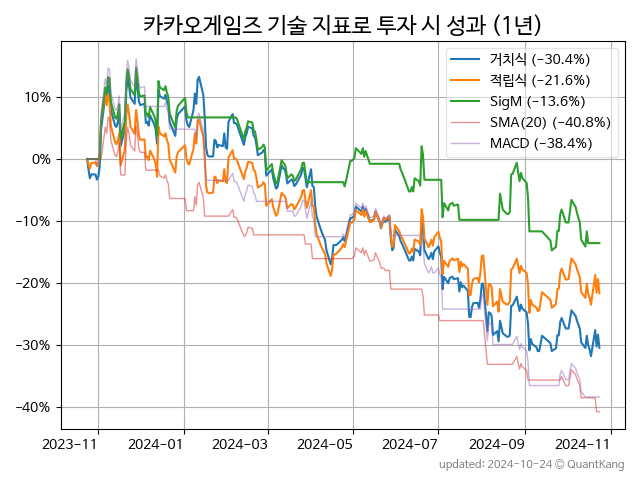 카카오게임즈 기술 지표로 투자 시 성과 (1년)
거치식 (−30.4%)
적립식 (−21.6%)
SigM (−13.6%)
SMA(20) (−40.8%)
MACD (−38.4%)
10%
0%
−10%
−20%
−30%
−40%
2023−11
2024−01
2024−03
2024−05
2024−07
2024−09
2024−11
updated: 2024-10-24 © QuantKang